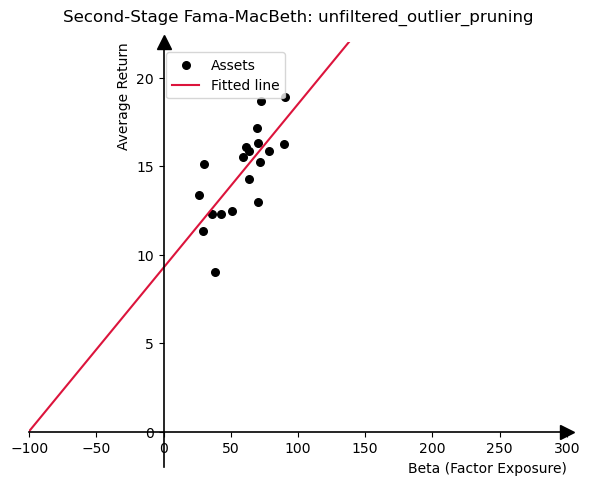 Second-Stage Fama-MacBeth: unfiltered_outlier_pruning
Average Return
Assets
Fitted line
20
15
10
5
0
−100
−50
0
50
100
150
200
250
300
Beta (Factor Exposure)